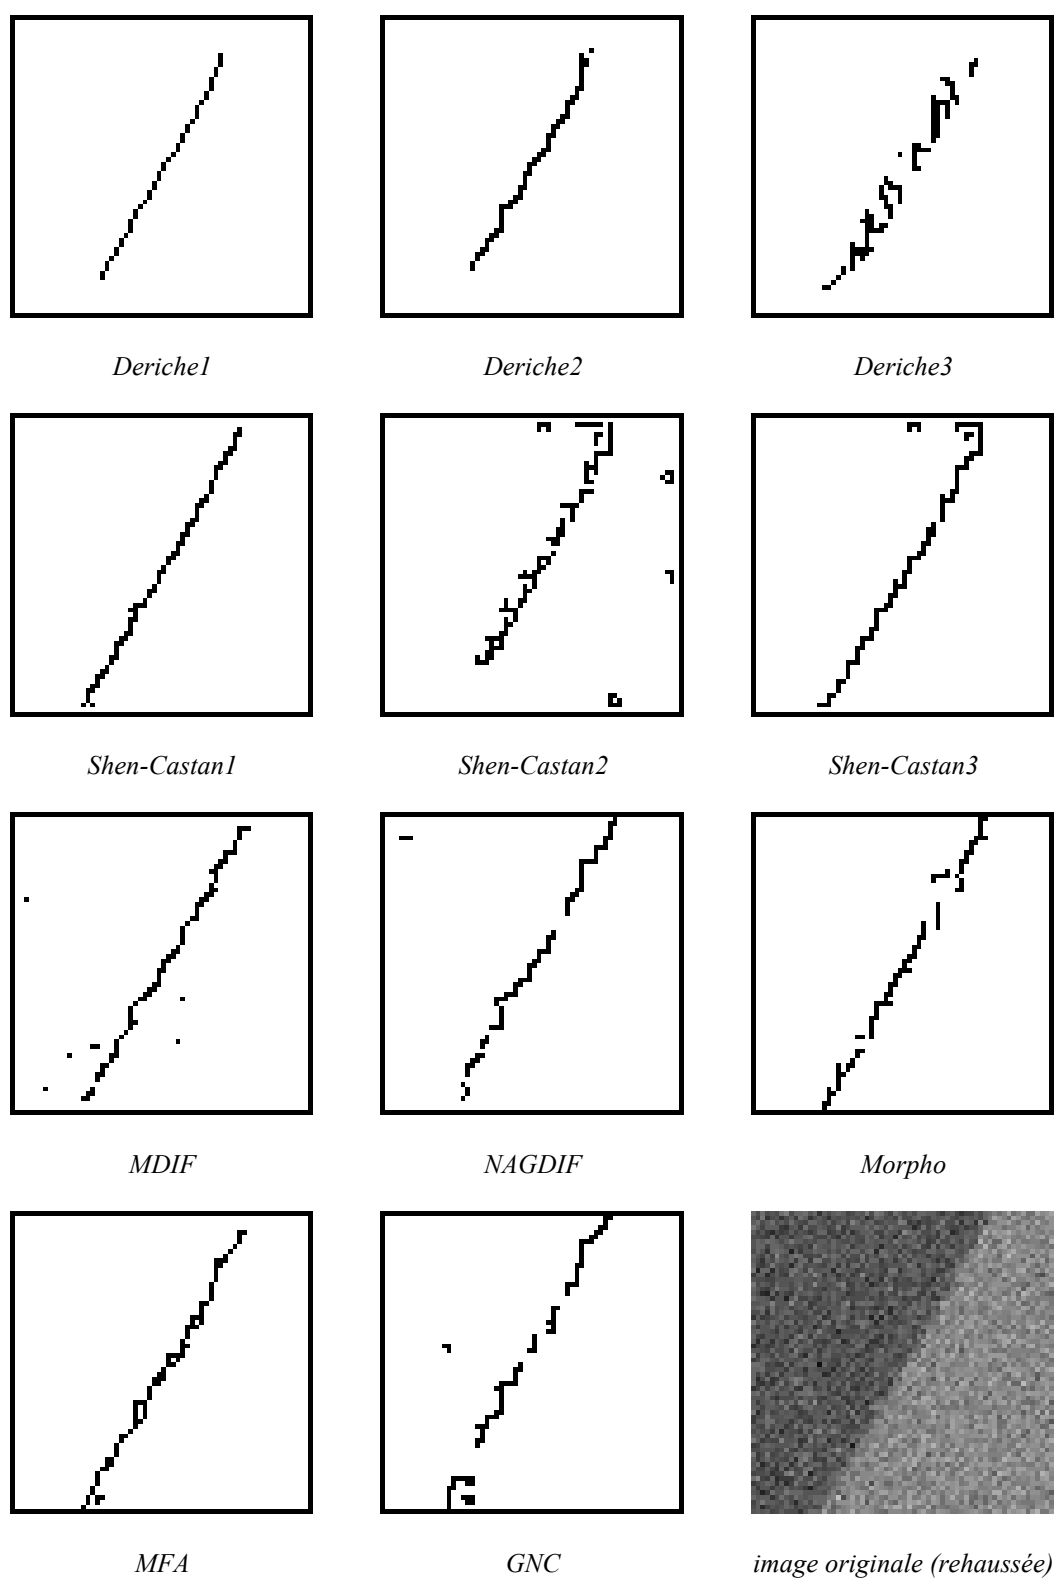 Deriche1
Deriche2
Deriche3
Shen-Castan1
Shen-Castan2
Shen-Castan3
MDIF
NAGDIF
Morpho
MFA
GNC
image originale (rehaussée)